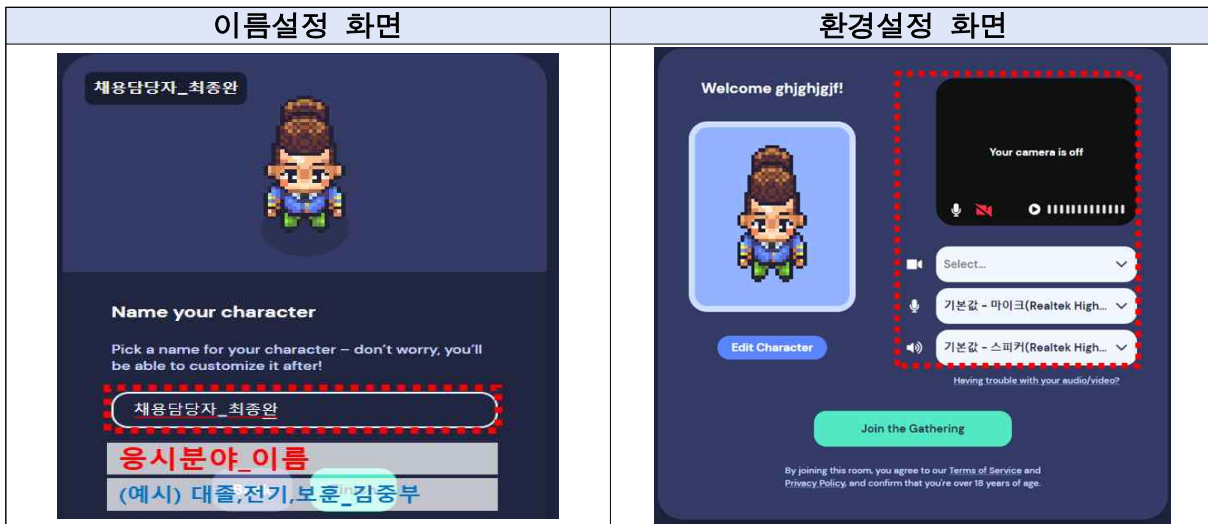 이름설정 화면
환경설정 화면
채용담당자_최종완
Name your character
Pick a name for your character – don't worry, you'll
be able to customize it after!
채용담당자_최종완
응시분야_이름
(예시) 대졸,전기,보훈_김중부
Welcome ghjghjgjf!
Your camera is off
Select...
기본값 - 마이크(Realtek High...
Edit Character
기본값 - 스피커(Realtek High...
Having trouble with your audio/video?
Join the Gathering
By joining this room, you agree to our Terms of Service and
Privacy Policy, and confirm that you're over 18 years of age.